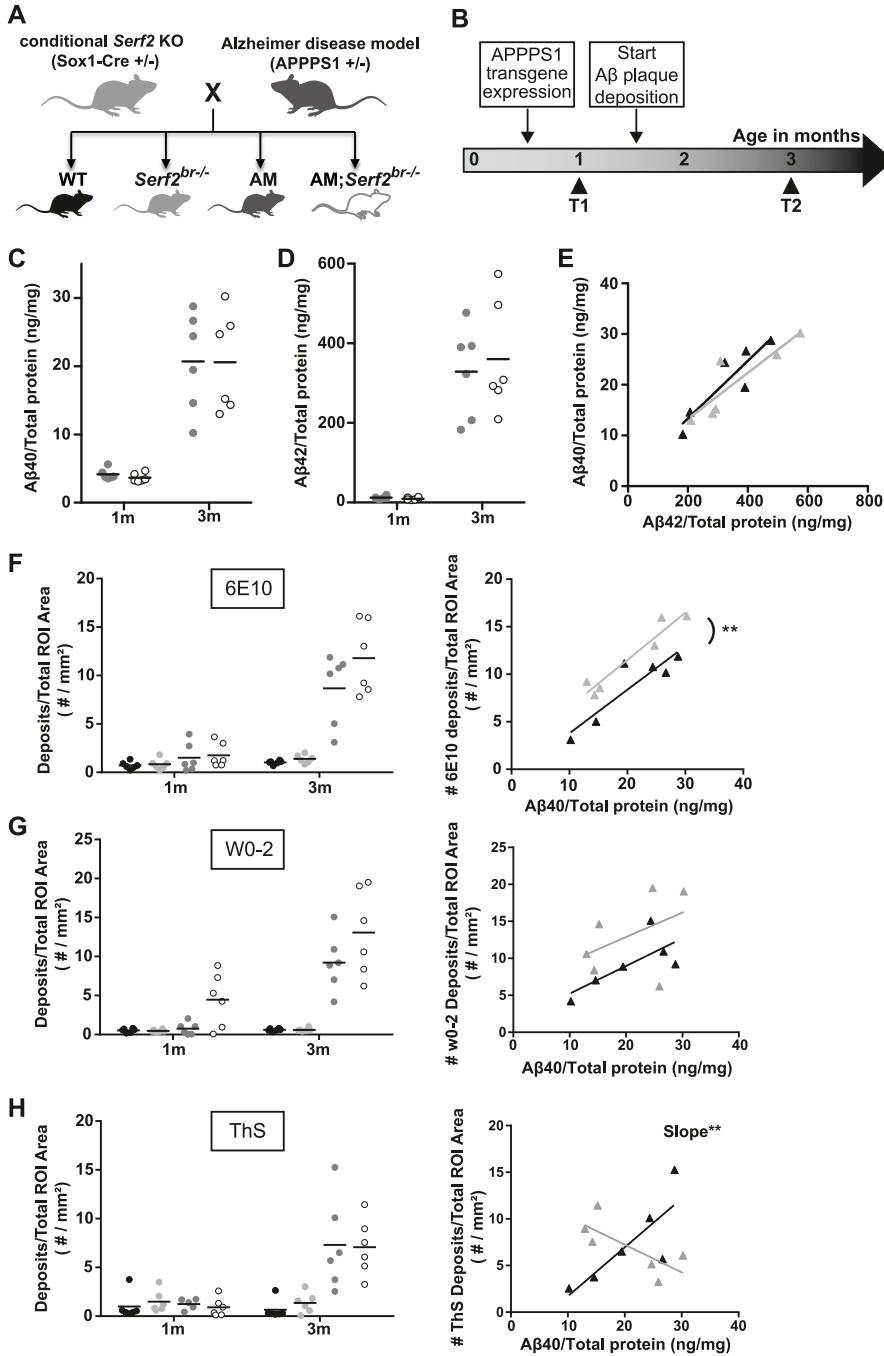 A
conditional Serf2 KO
(Sox1-Cre +/-)
Alzheimer disease model
(APPPS1 +/-)
X
WT
Serf2br-/-
AM
AM;Serf2br-/-
B
APPPS1
transgene
expression
Start
Aβ plaque
deposition
Age in months
0
1
2
3
T1
T2
C
Aβ40/Total protein (ng/mg)
30
20
10
0
1m
3m
D
Aβ42/Total protein (ng/mg)
600
400
200
0
1m
3m
E
Aβ40/Total protein (ng/mg)
40
30
20
10
0
0
200
400
600
800
Aβ42/Total protein (ng/mg)
F
6E10
Deposits/Total ROI Area
( # / mm²)
20
15
10
5
0
1m
3m
# 6E10 deposits/Total ROI Area
( # / mm²)
20
15
10
5
0
**
0
10
20
30
40
Aβ40/Total protein (ng/mg)
G
W0-2
Deposits/Total ROI Area
( # / mm²)
20
15
10
5
0
1m
3m
# w0-2 Deposits/Total ROI Area
( # / mm²)
25
20
15
10
5
0
0
10
20
30
40
Aβ40/Total protein (ng/mg)
H
ThS
Deposits/Total ROI Area
( # / mm²)
20
15
10
5
0
1m
3m
# ThS Deposits/Total ROI Area
( # / mm²)
20
15
10
5
0
Slope**
0
10
20
30
40
Aβ40/Total protein (ng/mg)